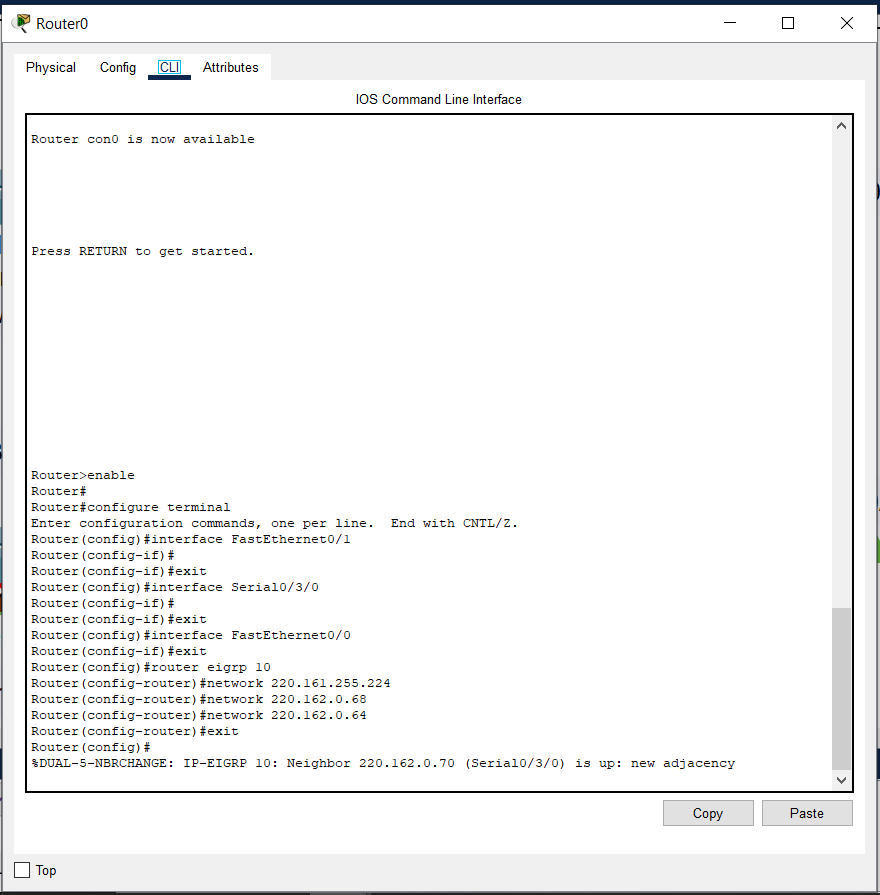 Router0
Physical Config CLI Attributes
IOS Command Line Interface
Router con0 is now available
Press RETURN to get started.
Router>enable
Router#
Router#configure terminal
Enter configuration commands, one per line.  End with CNTL/Z.
Router(config)#interface FastEthernet0/1
Router(config-if)#
Router(config-if)#exit
Router(config)#interface Serial0/3/0
Router(config-if)#
Router(config-if)#exit
Router(config)#interface FastEthernet0/0
Router(config-if)#exit
Router(config)#router eigrp 10
Router(config-router)#network 220.161.255.224
Router(config-router)#network 220.162.0.68
Router(config-router)#network 220.162.0.64
Router(config-router)#exit
Router(config)#
%DUAL-5-NBRCHANGE: IP-EIGRP 10: Neighbor 220.162.0.70 (Serial0/3/0) is up: new adjacency
Copy Paste
Top